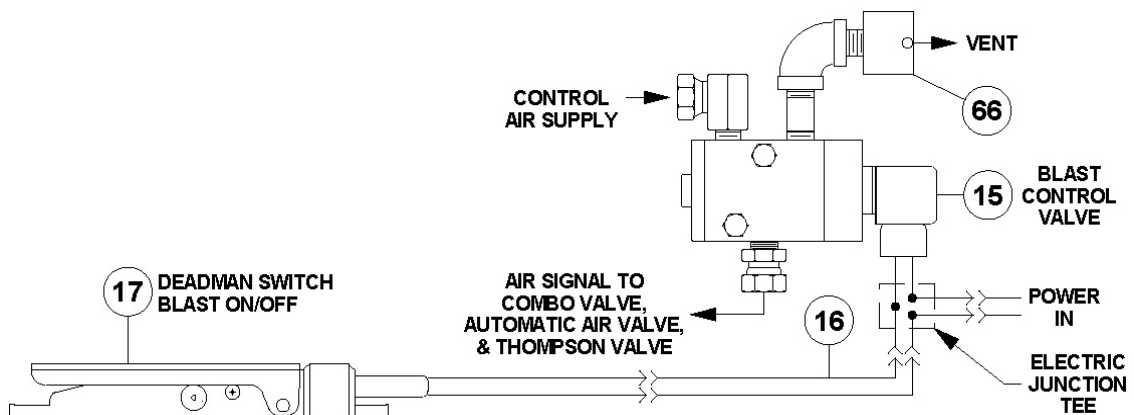 VENT
CONTROL
AIR SUPPLY
66
15
BLAST
CONTROL
VALVE
17
DEADMAN SWITCH
BLAST ON/OFF
AIR SIGNAL TO
COMBO VALVE,
AUTOMATIC AIR VALVE,
& THOMPSON VALVE
16
POWER
IN
ELECTRIC
JUNCTION
TEE